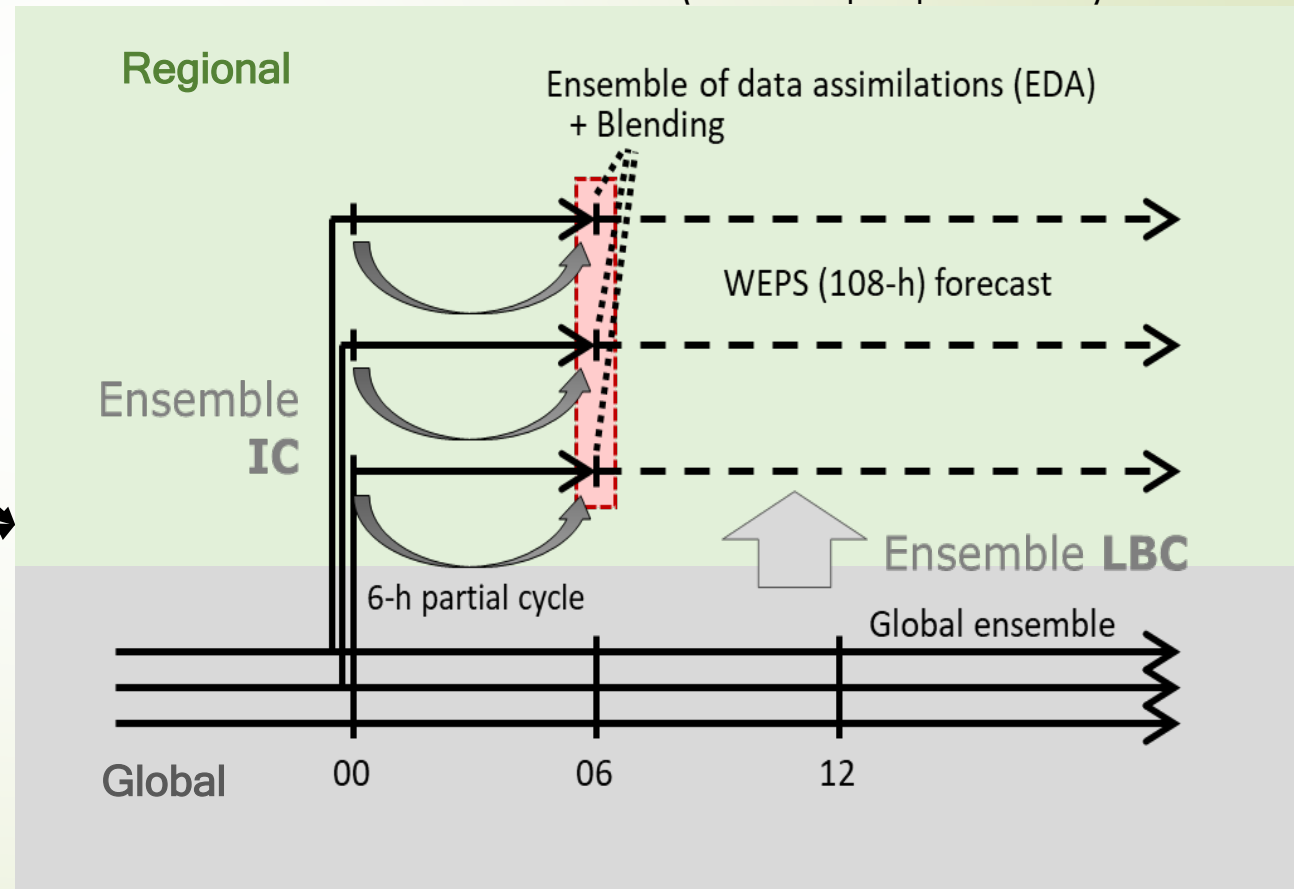 Regional
Ensemble of data assimilations (EDA)
+ Blending
WEPS (108-h) forecast
Ensemble
IC
Ensemble LBC
6-h partial cycle
Global ensemble
Global
00
06
12